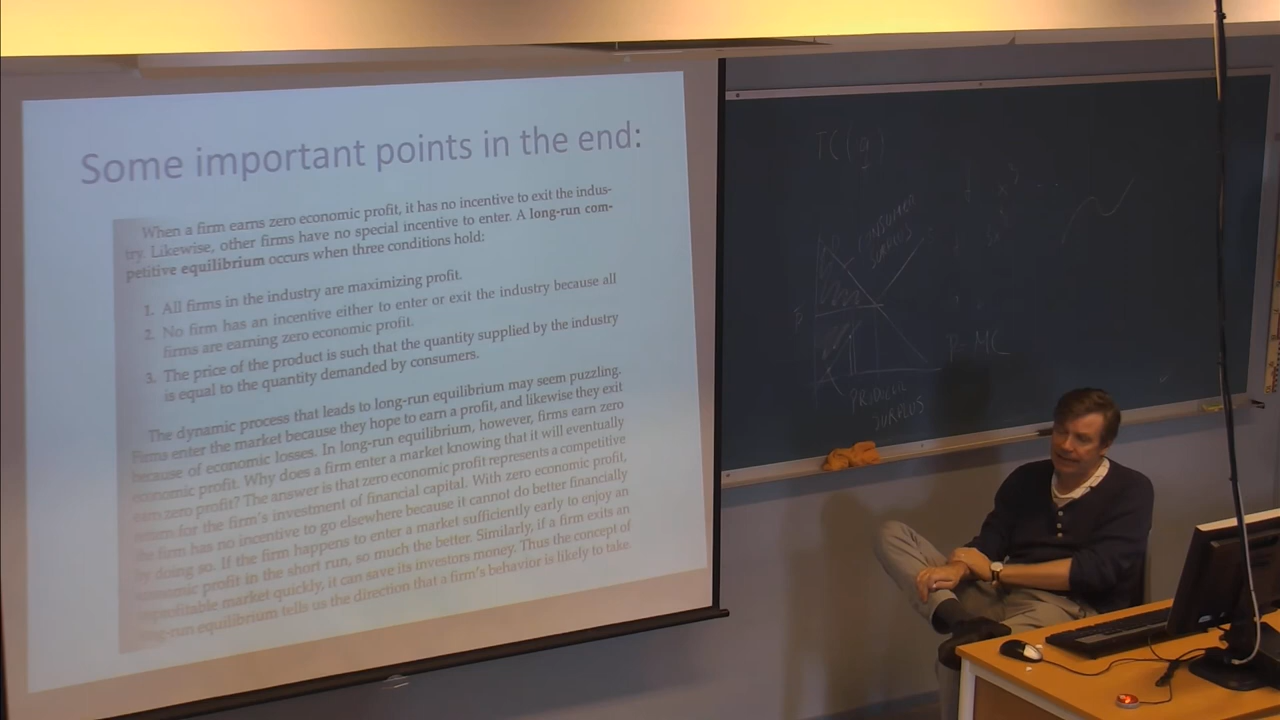 Some important points in the end:
When a firm earns zero economic profit, it has no incentive to exit the indus-
try. Likewise, other firms have no special incentive to enter. A long-run com-
petitive equilibrium occurs when three conditions hold:
1. All firms in the industry are maximizing profit.
2. No firm has an incentive either to enter or exit the industry because all
firms are earning zero economic profit.
3. The price of the product is such that the quantity supplied by the industry
is equal to the quantity demanded by consumers.
The dynamic process that leads to long-run equilibrium may seem puzzling.
Firms enter the market because they hope to earn a profit, and likewise they exit
because of economic losses. In long-run equilibrium, however, firms earn zero
economic profit. Why does a firm enter a market knowing that it will eventually
earn zero profit? The answer is that zero economic profit represents a competitive
return for the firm's investment of financial capital. With zero economic profit,
the firm has no incentive to go elsewhere because it cannot do better financially
by doing so. If the firm happens to enter a market sufficiently early to enjoy an
economic profit in the short run, so much the better. Similarly, if a firm exits an
unprofitable market quickly, it can save its investors money. Thus the concept of
long-run equilibrium tells us the direction that a firm's behavior is likely to take.
TC(q)
CONSUMER
SURPLUS
P=MC
PRODUCER
SURPLUS